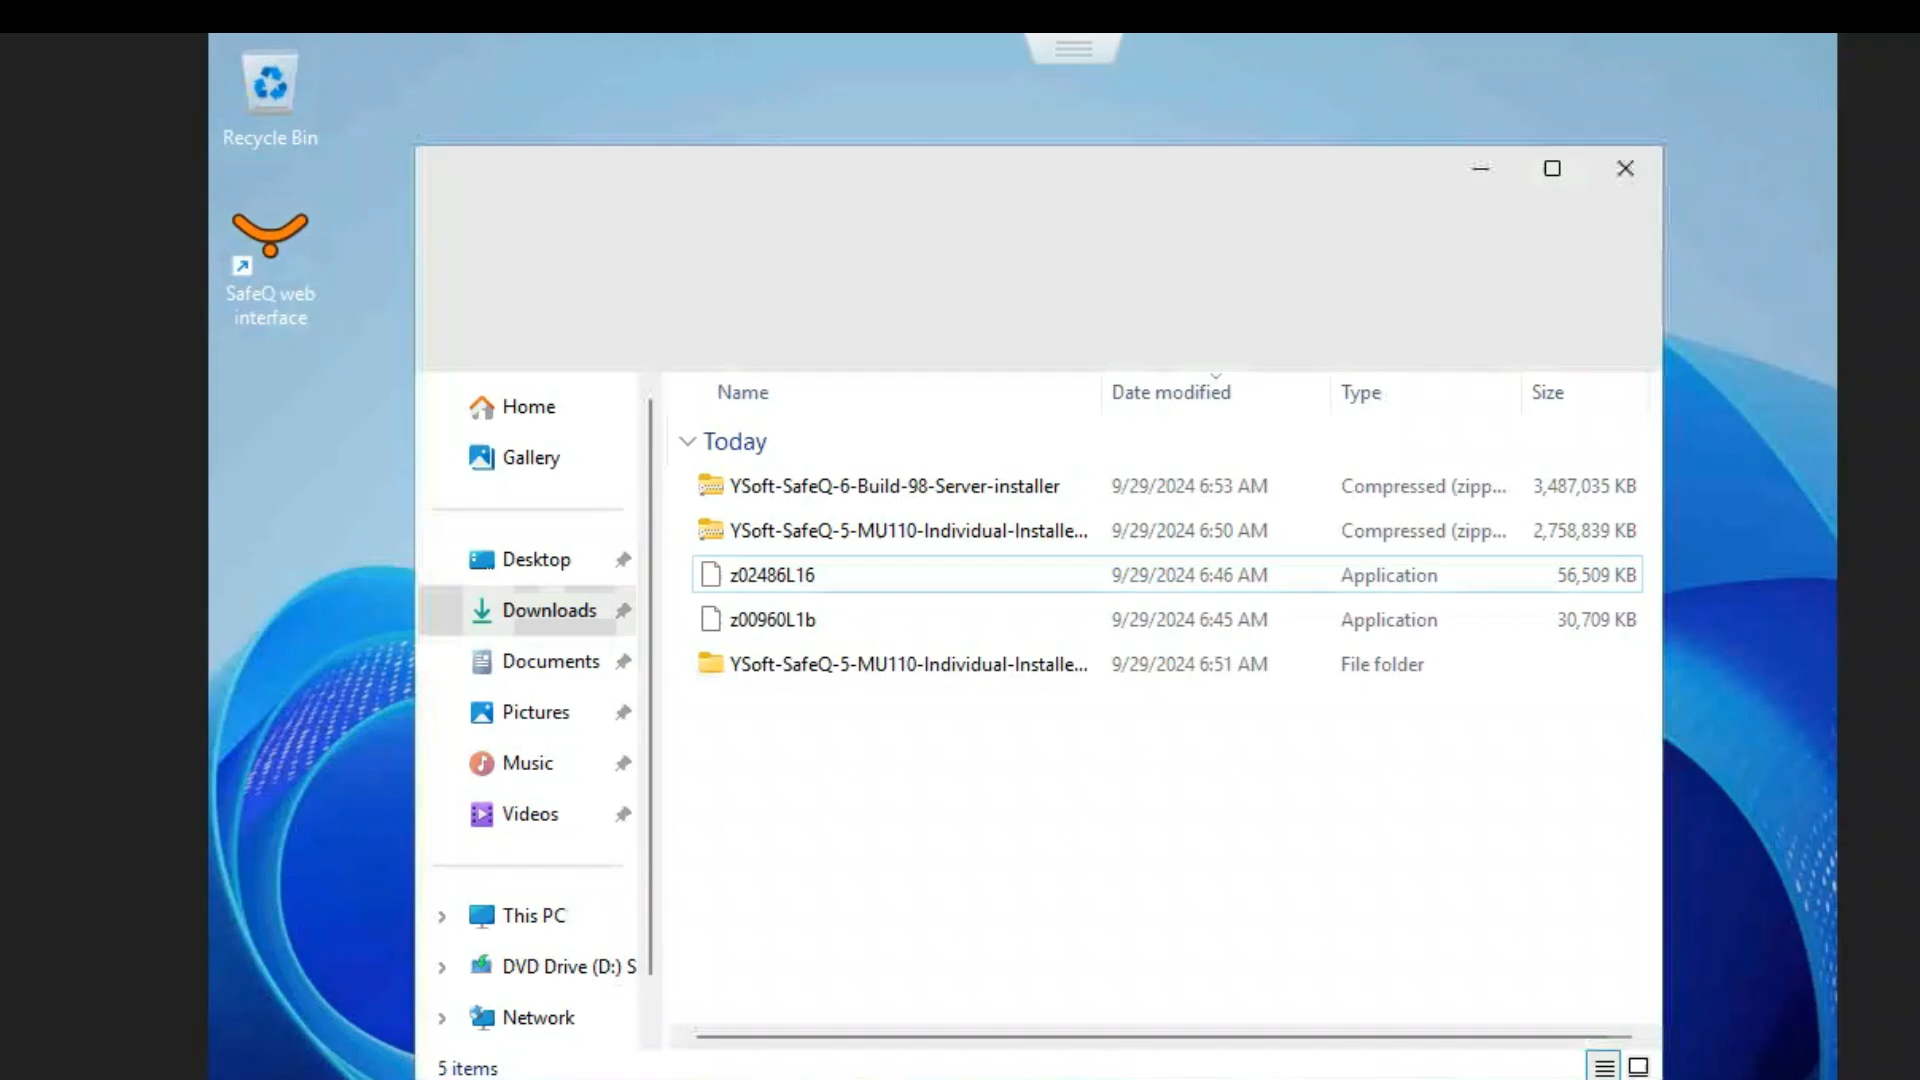 Recycle Bin
SafeQ web
interface
Home
Gallery
Desktop
Downloads
Documents
Pictures
Music
Videos
This PC
DVD Drive (D:) S
Network
5 items
Name Date modified Type Size
Today
YSoft-SafeQ-6-Build-98-Server-installer 9/29/2024 6:53 AM Compressed (zipp... 3,487,035 KB
YSoft-SafeQ-5-MU110-Individual-Installe... 9/29/2024 6:50 AM Compressed (zipp... 2,758,839 KB
z02486L16 9/29/2024 6:46 AM Application 56,509 KB
z00960L1b 9/29/2024 6:45 AM Application 30,709 KB
YSoft-SafeQ-5-MU110-Individual-Installe... 9/29/2024 6:51 AM File folder